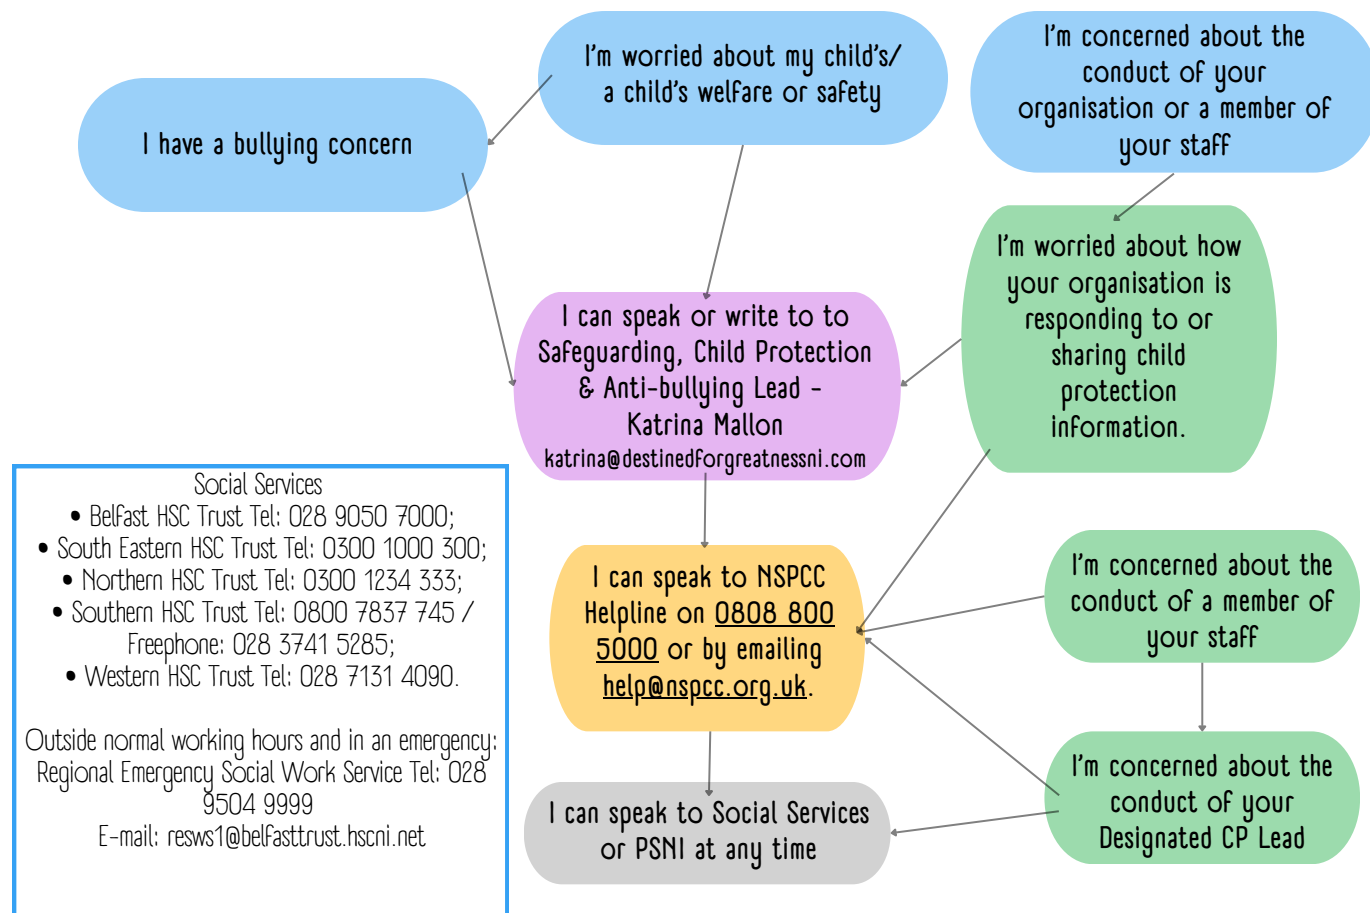 I have a bullying concern
I'm worried about my child's/
a child's welfare or safety
I'm concerned about the
conduct of your
organisation or a member of
your staff
I'm worried about how
your organisation is
responding to or
sharing child
protection
information.
I can speak or write to to
Safeguarding, Child Protection
& Anti-bullying Lead -
Katrina Mallon
katrina@destinedforgreatnessni.com
Social Services
• Belfast HSC Trust Tel: 028 9050 7000;
• South Eastern HSC Trust Tel: 0300 1000 300;
• Northern HSC Trust Tel: 0300 1234 333;
• Southern HSC Trust Tel: 0800 7837 745 /
Freephone: 028 3741 5285;
• Western HSC Trust Tel: 028 7131 4090.
Outside normal working hours and in an emergency:
Regional Emergency Social Work Service Tel: 028
9504 9999
E-mail: resws1@belfasttrust.hscni.net
I can speak to NSPCC
Helpline on 0808 800
5000 or by emailing
help@nspcc.org.uk.
I'm concerned about the
conduct of a member of
your staff
I'm concerned about the
conduct of your
Designated CP Lead
I can speak to Social Services
or PSNI at any time